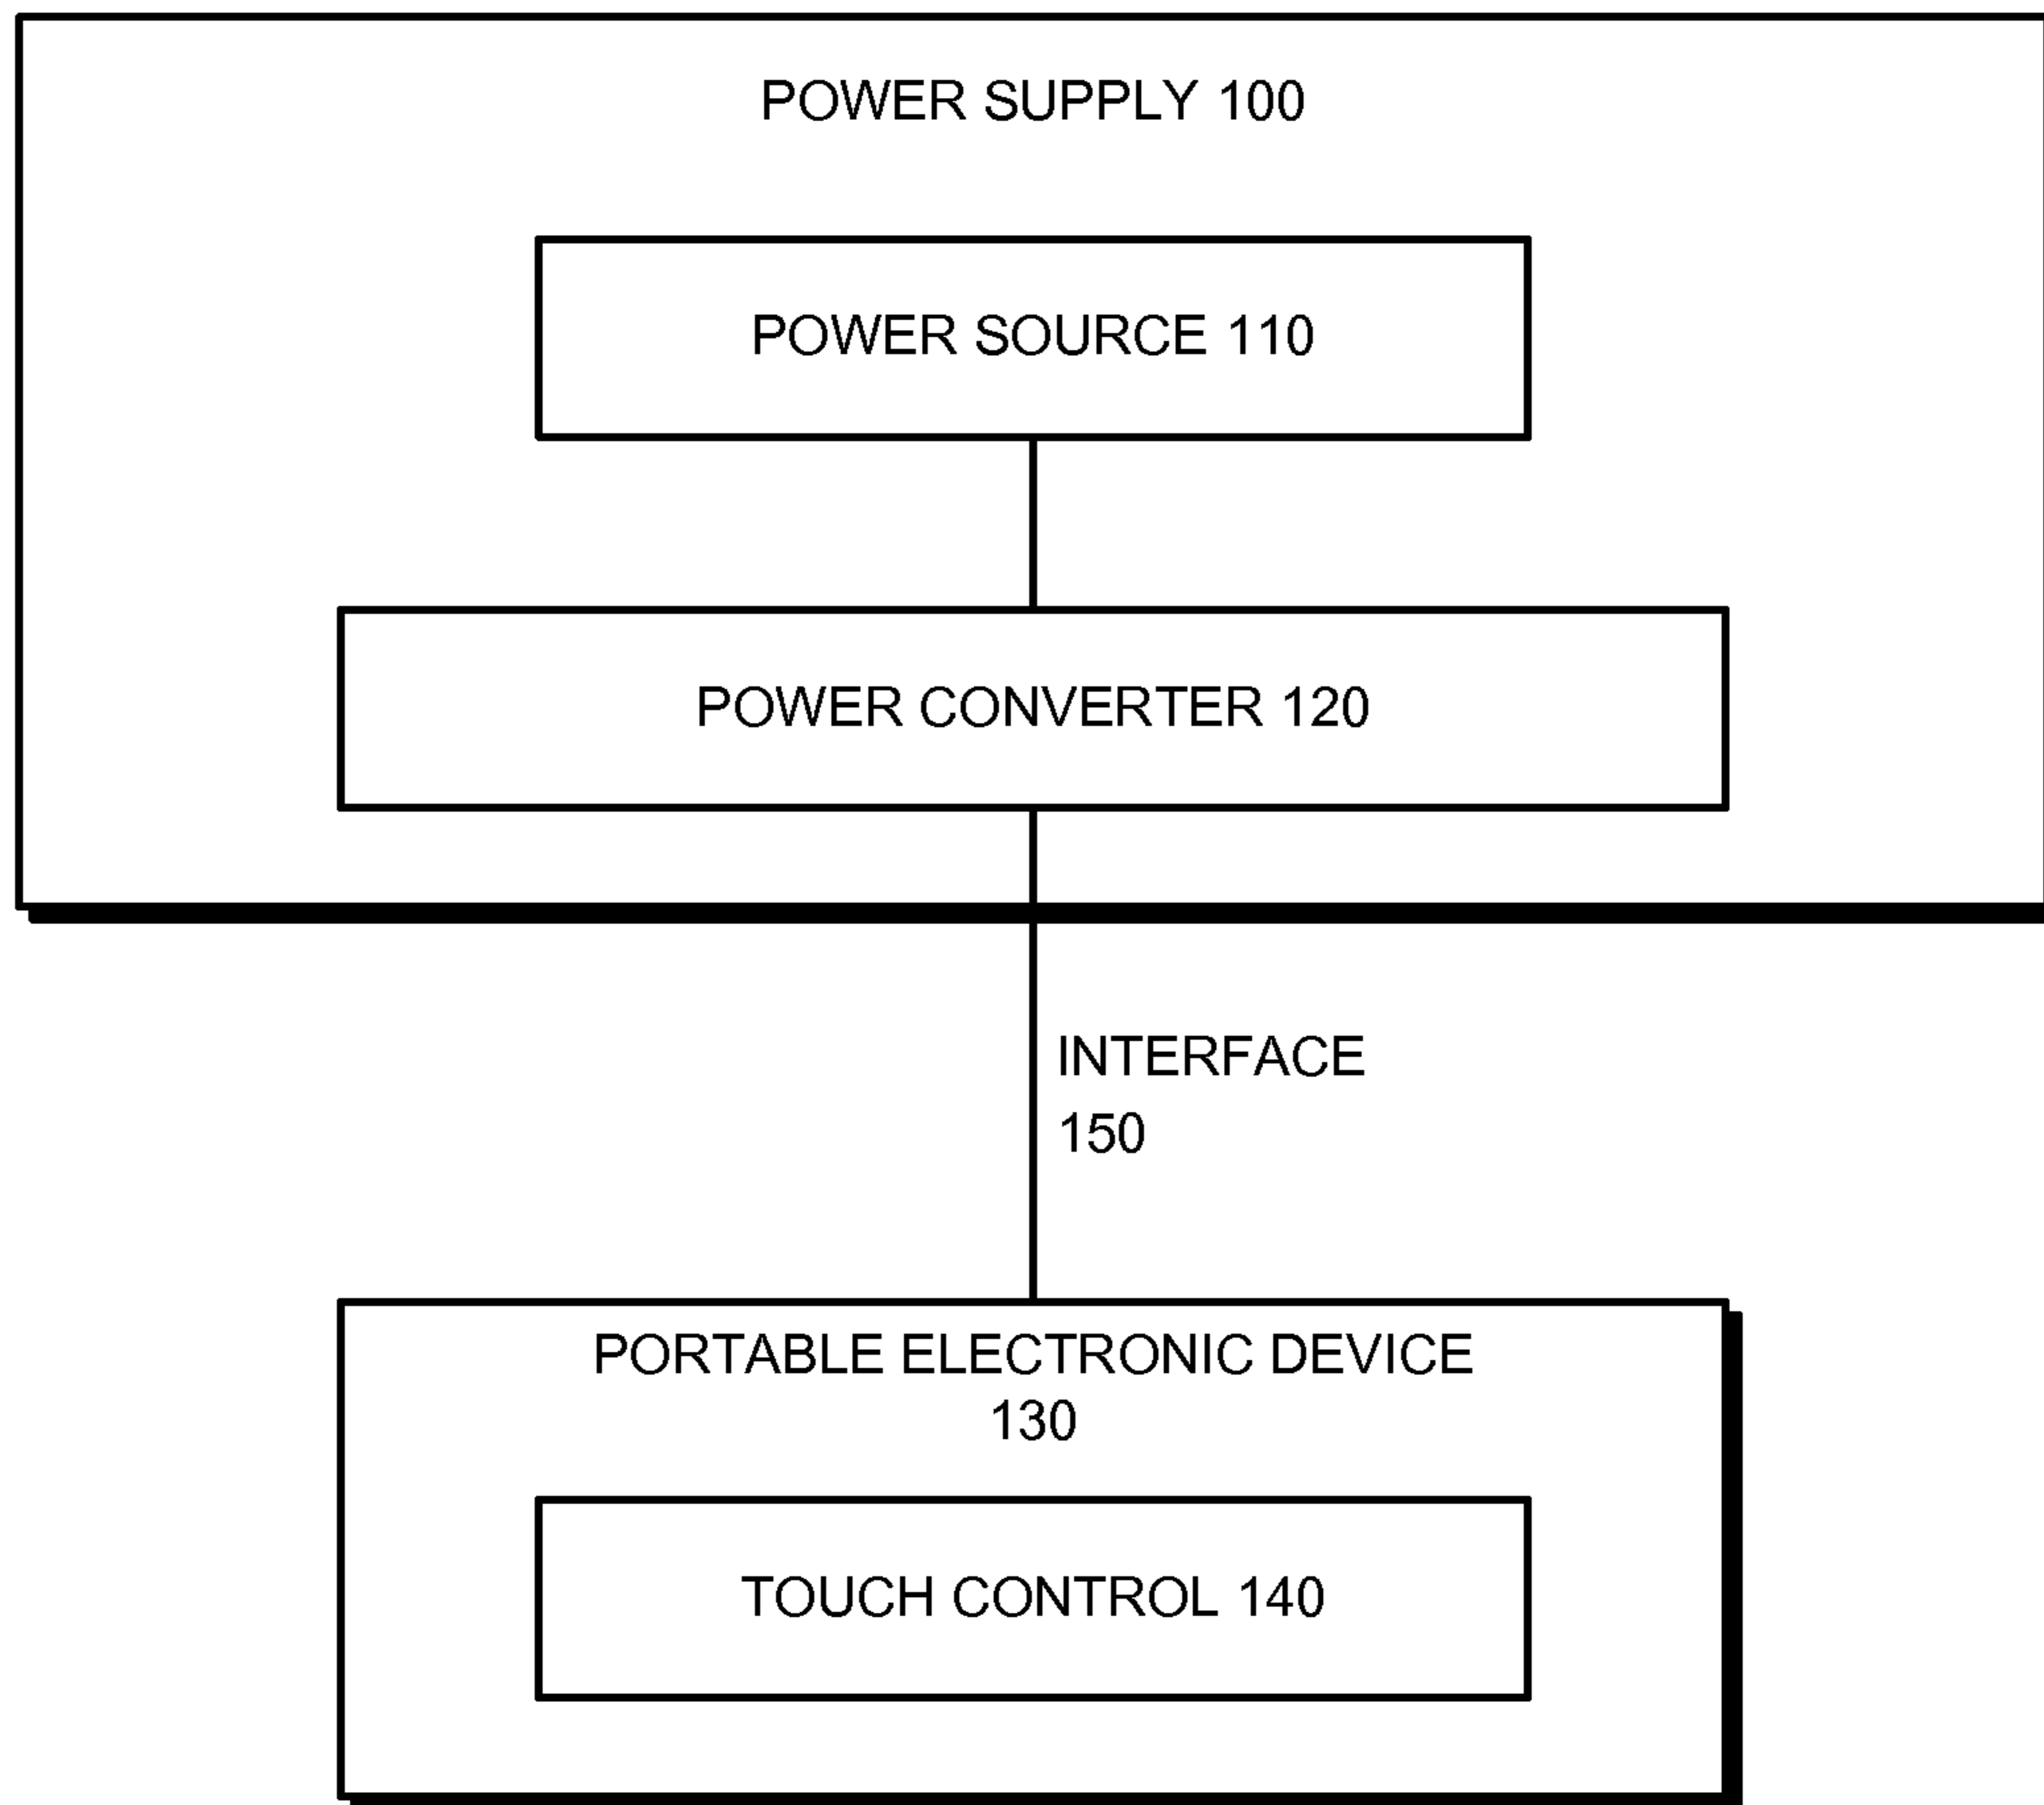 POWER SUPPLY 100
POWER SOURCE 110
POWER CONVERTER 120
INTERFACE
150
PORTABLE ELECTRONIC DEVICE
130
TOUCH CONTROL 140